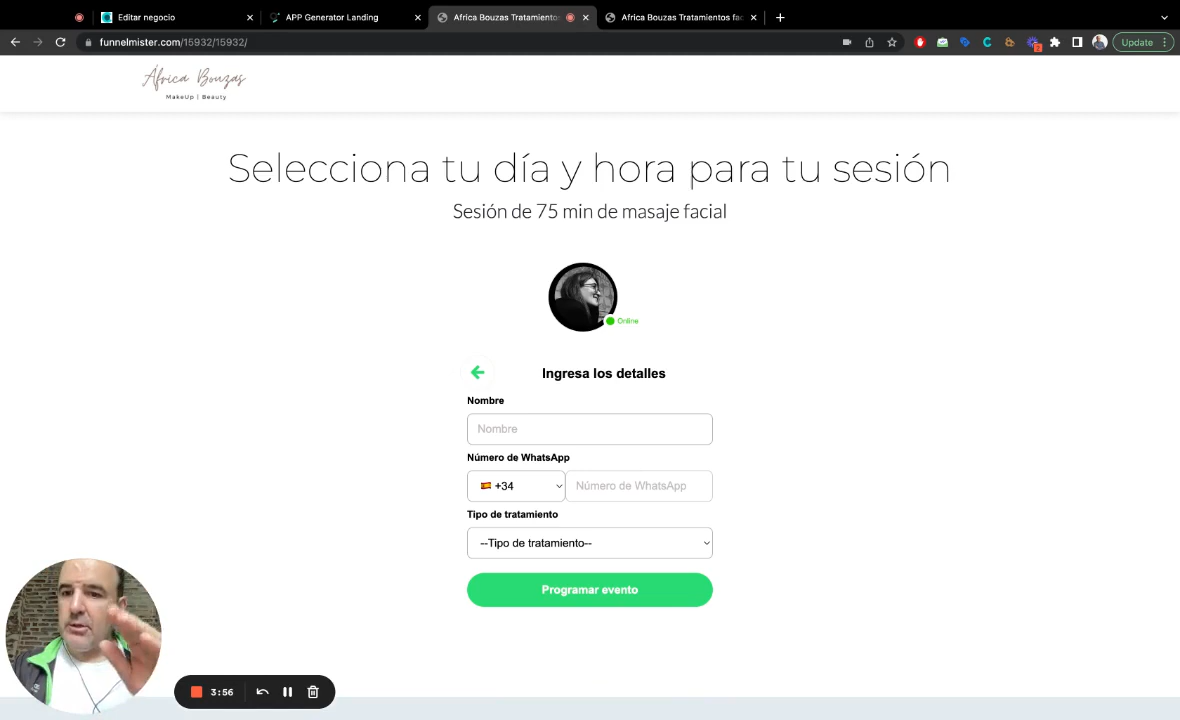 Editar negocio
APP Generator Landing
Africa Bouzas Tratamiento
Africa Bouzas Tratamientos fac
funnelmister.com/15932/15932/
Update
África Bouzas
MakeUp | Beauty
Selecciona tu día y hora para tu sesión
Sesión de 75 min de masaje facial
Online
Ingresa los detalles
Nombre
Nombre
Número de WhatsApp
+34
Número de WhatsApp
Tipo de tratamiento
--Tipo de tratamiento--
Programar evento
3:56